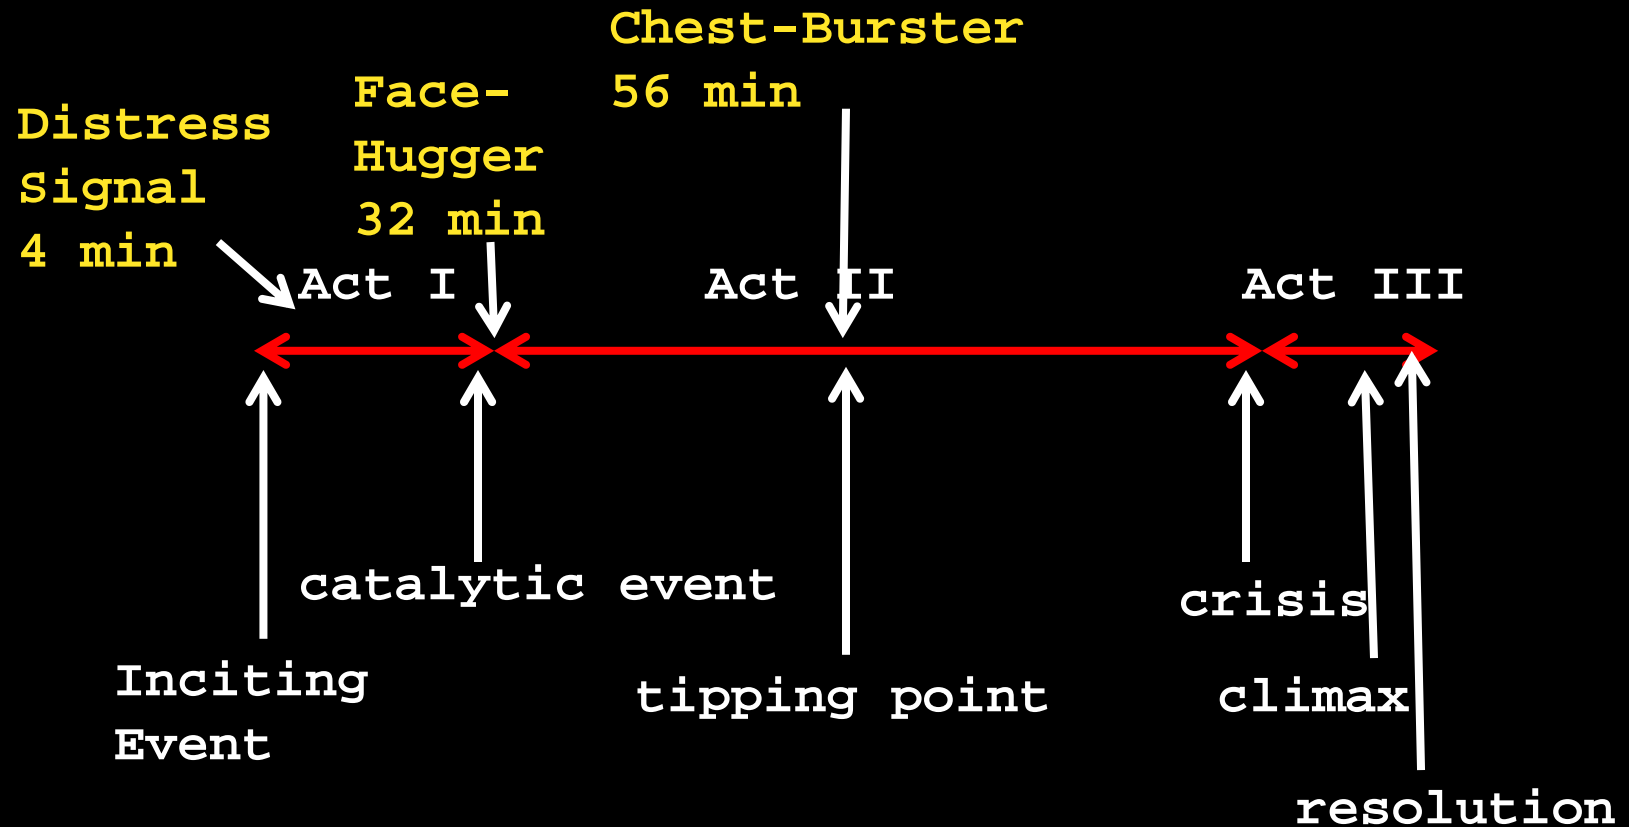 Chest-Burster
56 min
Face-
Hugger
32 min
Distress
Signal
4 min
Act I
Act II
Act III
catalytic event
crisis
Inciting
Event
tipping point
climax
resolution